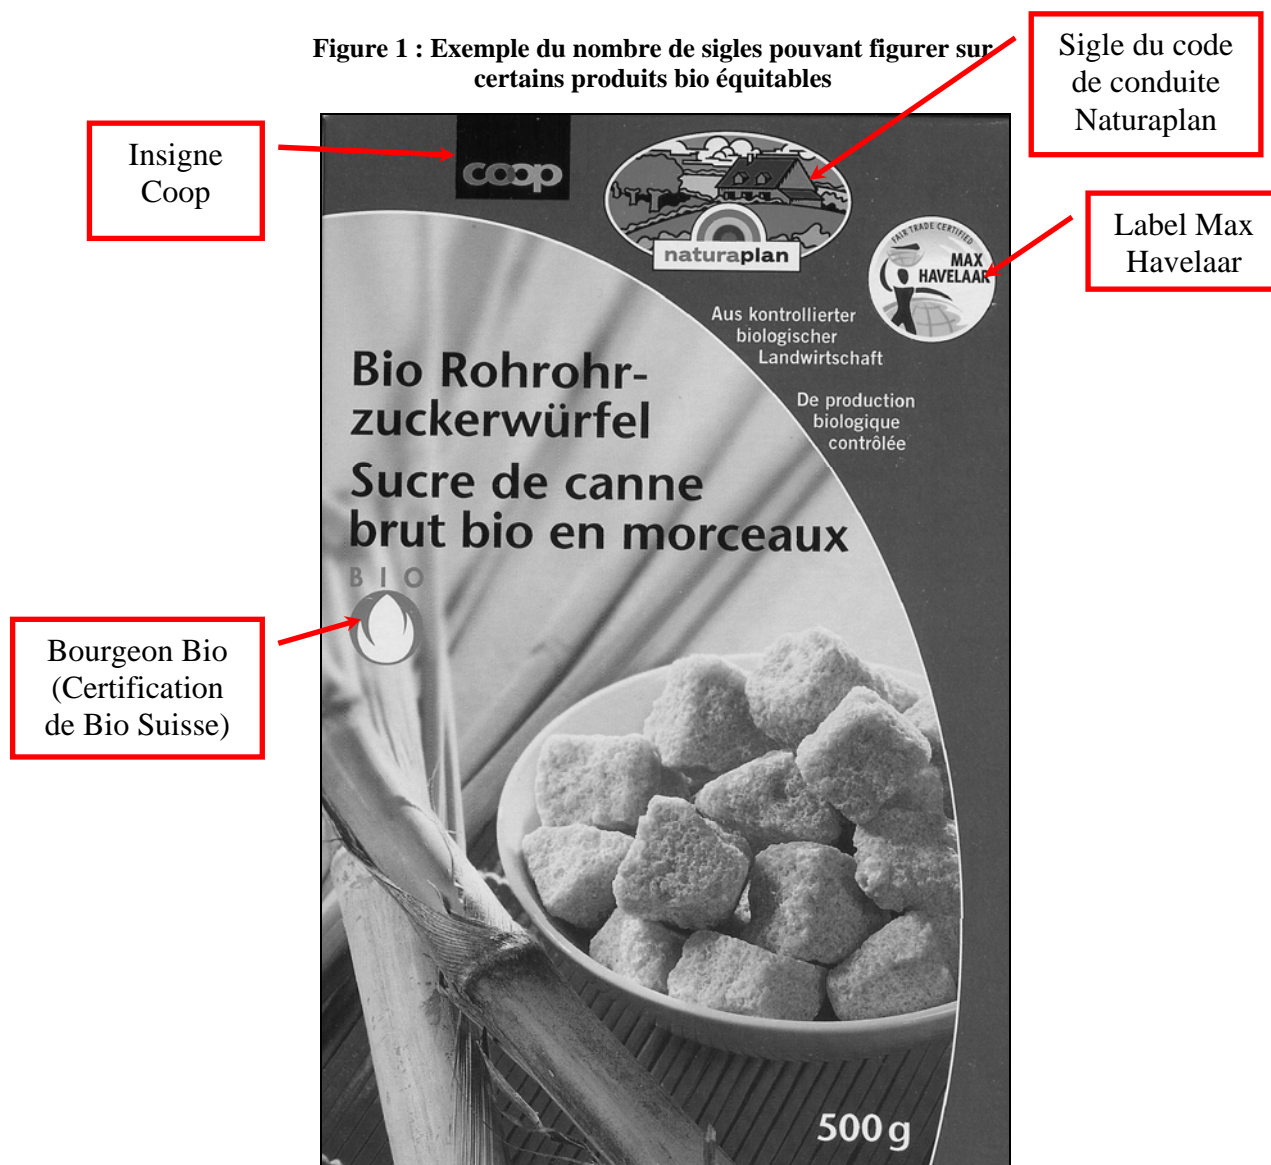 Figure 1 : Exemple du nombre de sigles pouvant figurer sur
certains produits bio équitables
Sigle du code
de conduite
Naturaplan
Insigne
Coop
coop
naturaplan
Label Max
Havelaar
FAIR TRADE CERTIFIED
MAX
HAVELAAR
Aus kontrollierter
biologischer
Landwirtschaft
De production
biologique
contrôlée
Bio Rohrohr-
zuckerwürfel
Sucre de canne
brut bio en morceaux
BIO
Bourgeon Bio
(Certification
de Bio Suisse)
500 g